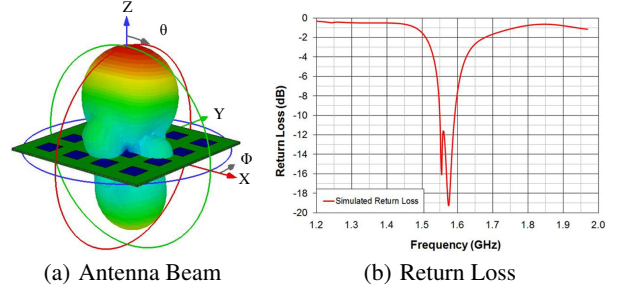 Z
θ
Y
Φ
X
(a) Antenna Beam
0
-2
-4
-6
-8
-10
-12
-14
-16
-18
-20
Return Loss (dB)
Simulated Return Loss
1.2 1.3 1.4 1.5 1.6 1.7 1.8 1.9 2.0
Frequency (GHz)
(b) Return Loss